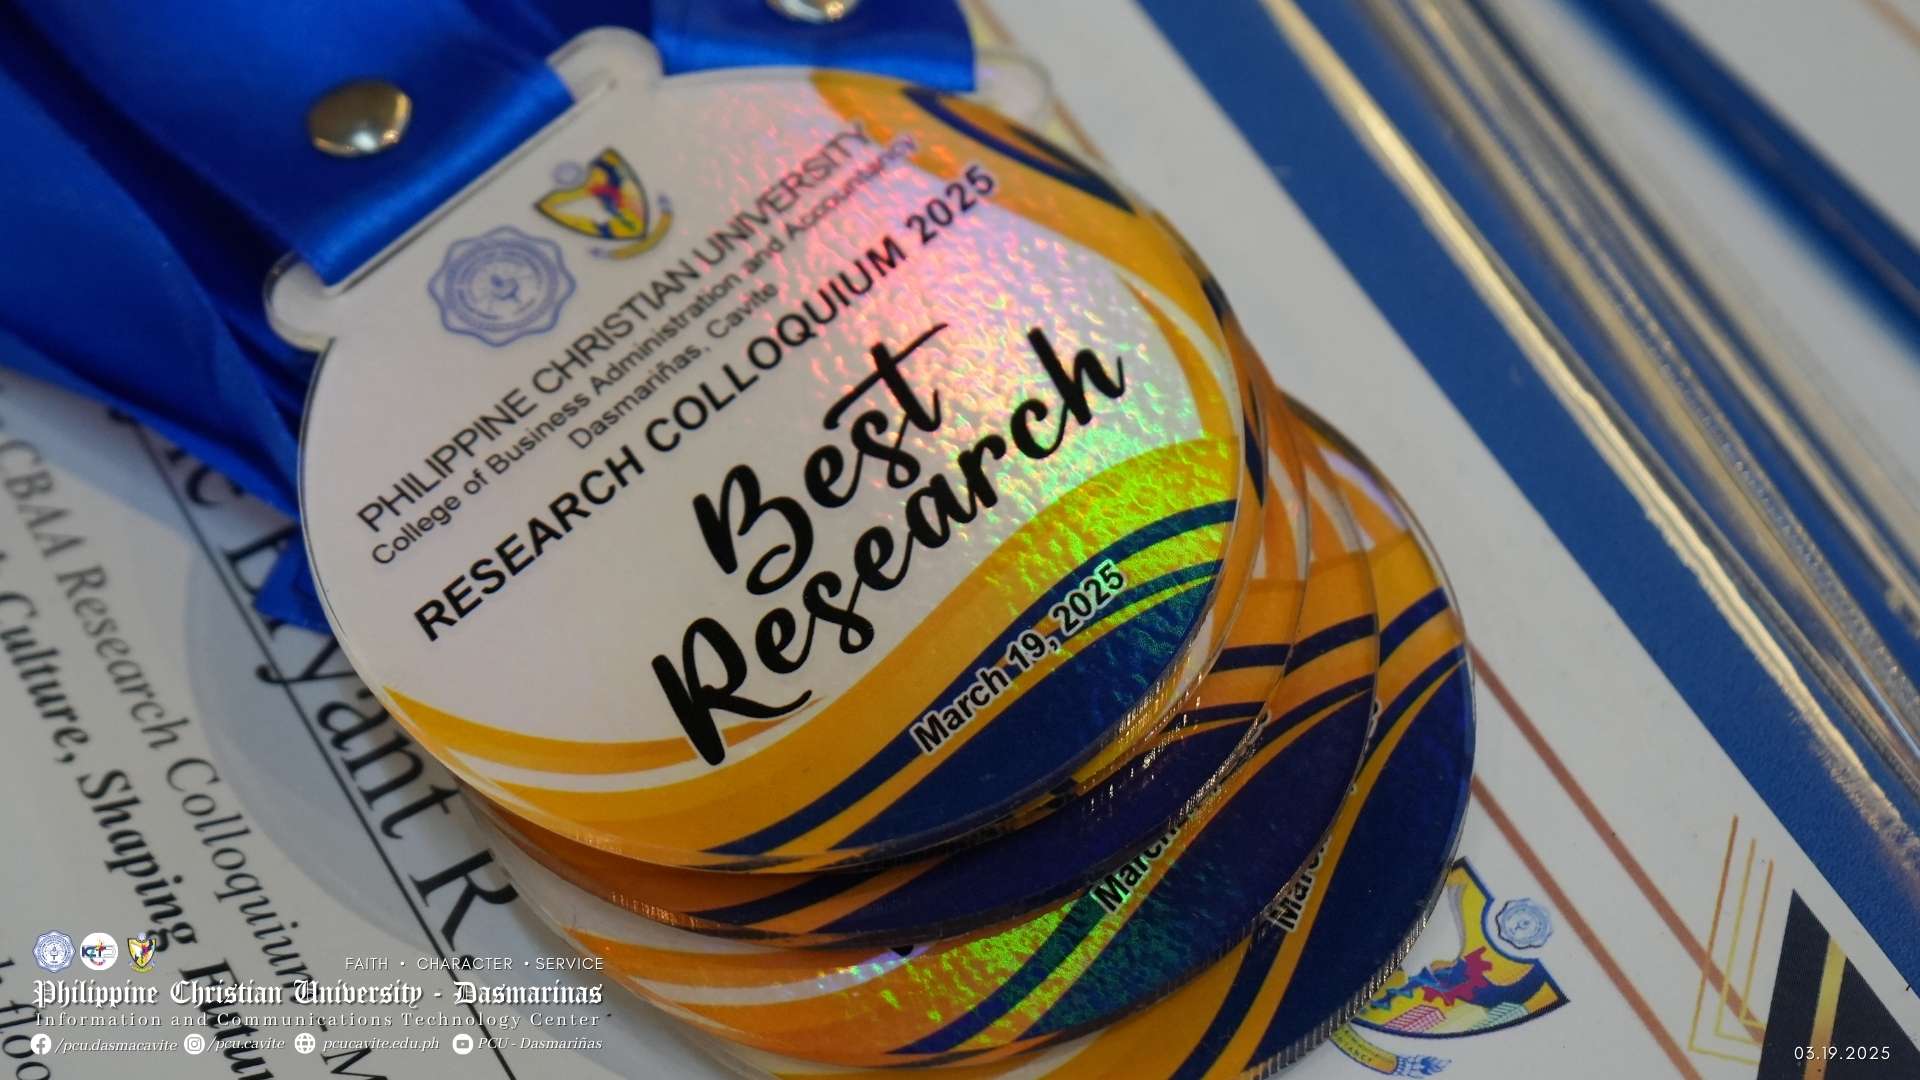 PHILIPPINE CHRISTIAN UNIVERSITY
College of Business Administration and Accountancy
Dasmariñas, Cavite
RESEARCH COLLOQUIUM 2025
Best
Research
March 19, 2025
March
CBAA Research Colloquium
Culture, Shaping
FAITH • CHARACTER • SERVICE
Philippine Christian University - Dasmarinas
Information and Communications Technology Center
/pcu.dasmacavite /pcu.cavite pcucavite.edu.ph PCU - Dasmariñas
03.19.2025